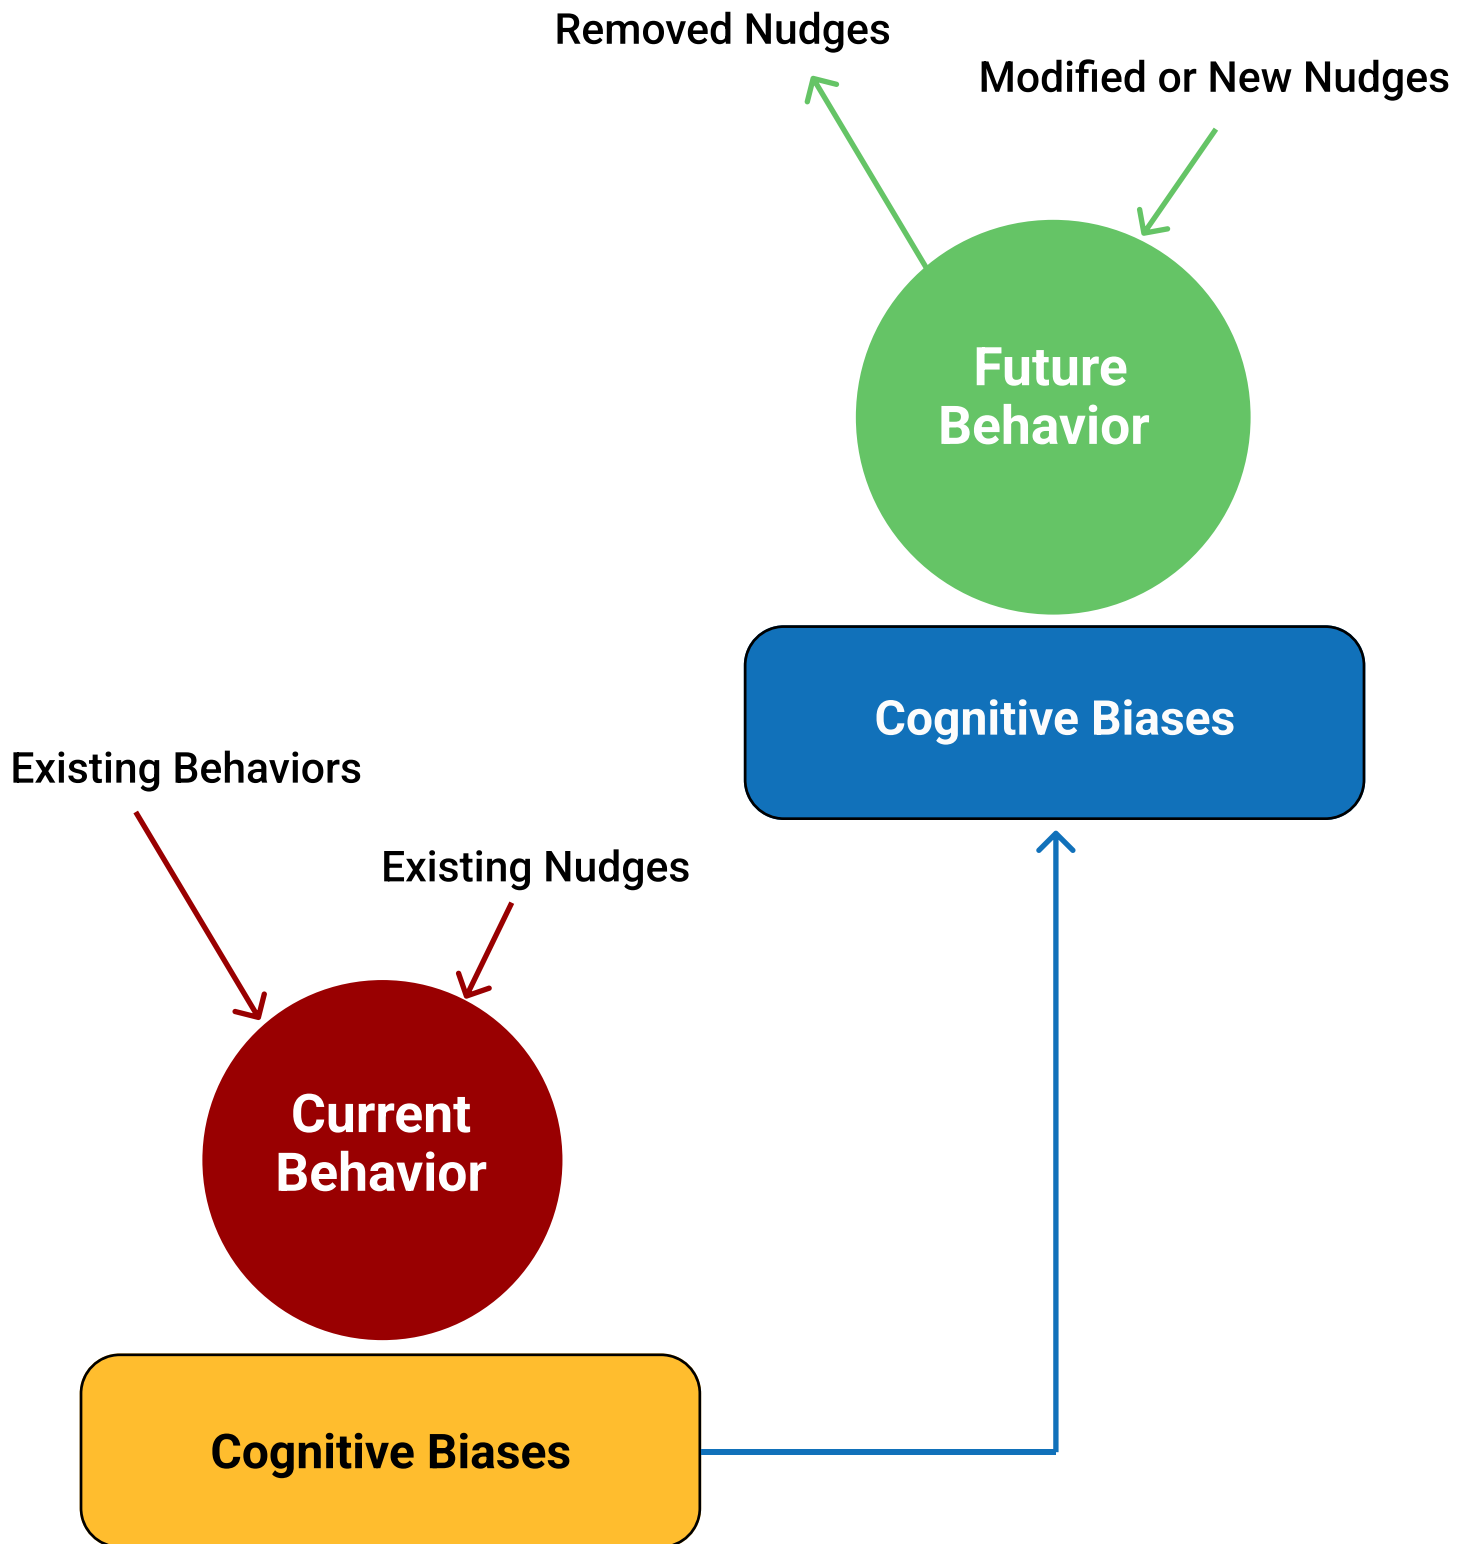 Removed Nudges
Modified or New Nudges
Future
Behavior
Cognitive Biases
Existing Behaviors
Existing Nudges
Current
Behavior
Cognitive Biases